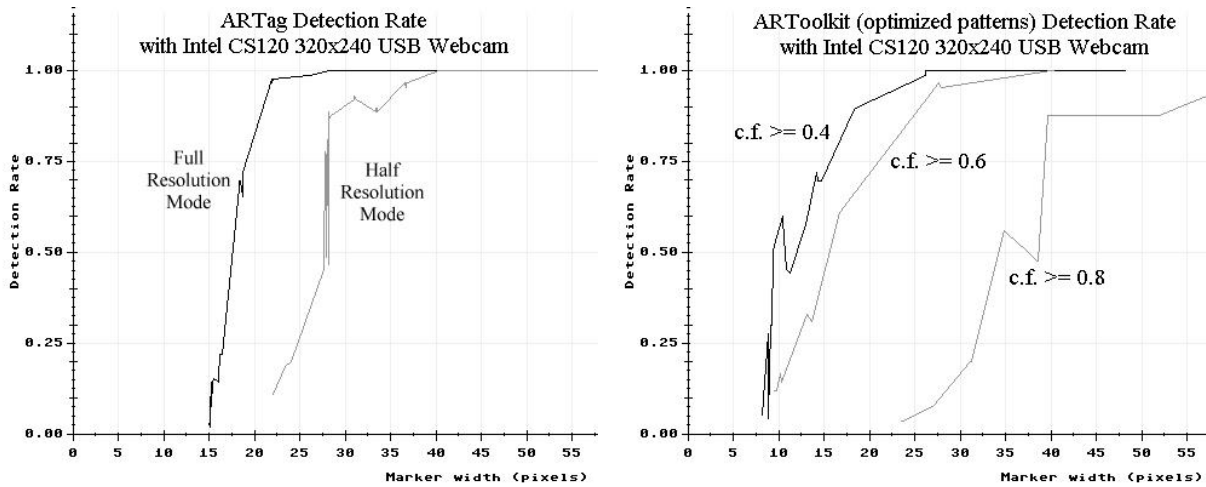 ARTag Detection Rate
with Intel CS120 320x240 USB Webcam
1.00
0.75
0.50
0.25
0.00
Detection Rate
Full
Resolution
Mode
Half
Resolution
Mode
0 5 10 15 20 25 30 35 40 45 50 55
Marker width (pixels)
ARToolkit (optimized patterns) Detection Rate
with Intel CS120 320x240 USB Webcam
1.00
0.75
0.50
0.25
0.00
Detection Rate
c.f. >= 0.4
c.f. >= 0.6
c.f. >= 0.8
0 5 10 15 20 25 30 35 40 45 50 55
Marker width (pixels)